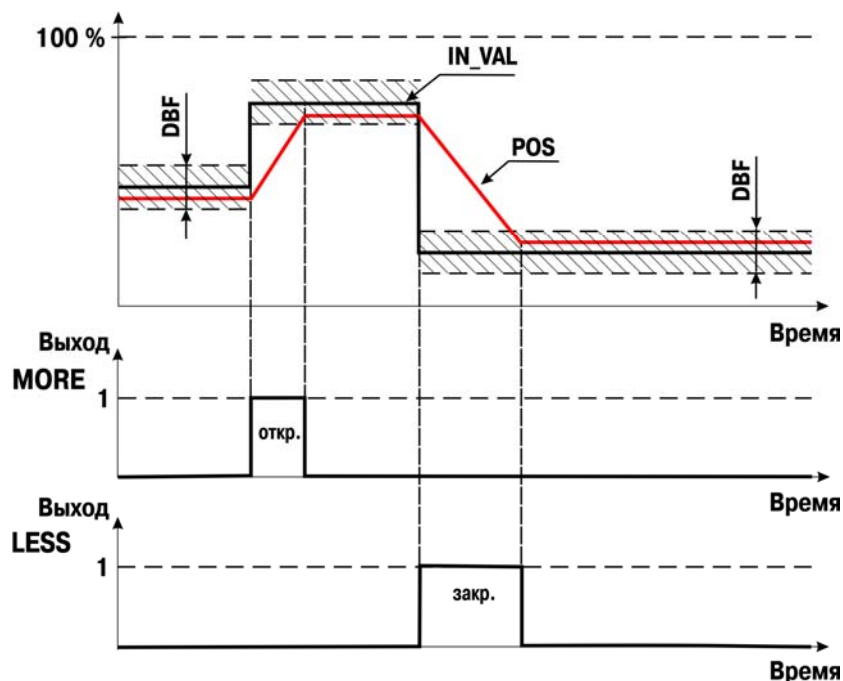 100 %
IN_VAL
DBF
POS
DBF
Время
Выход
MORE
1
откр.
Время
Выход
LESS
1
закр.
Время